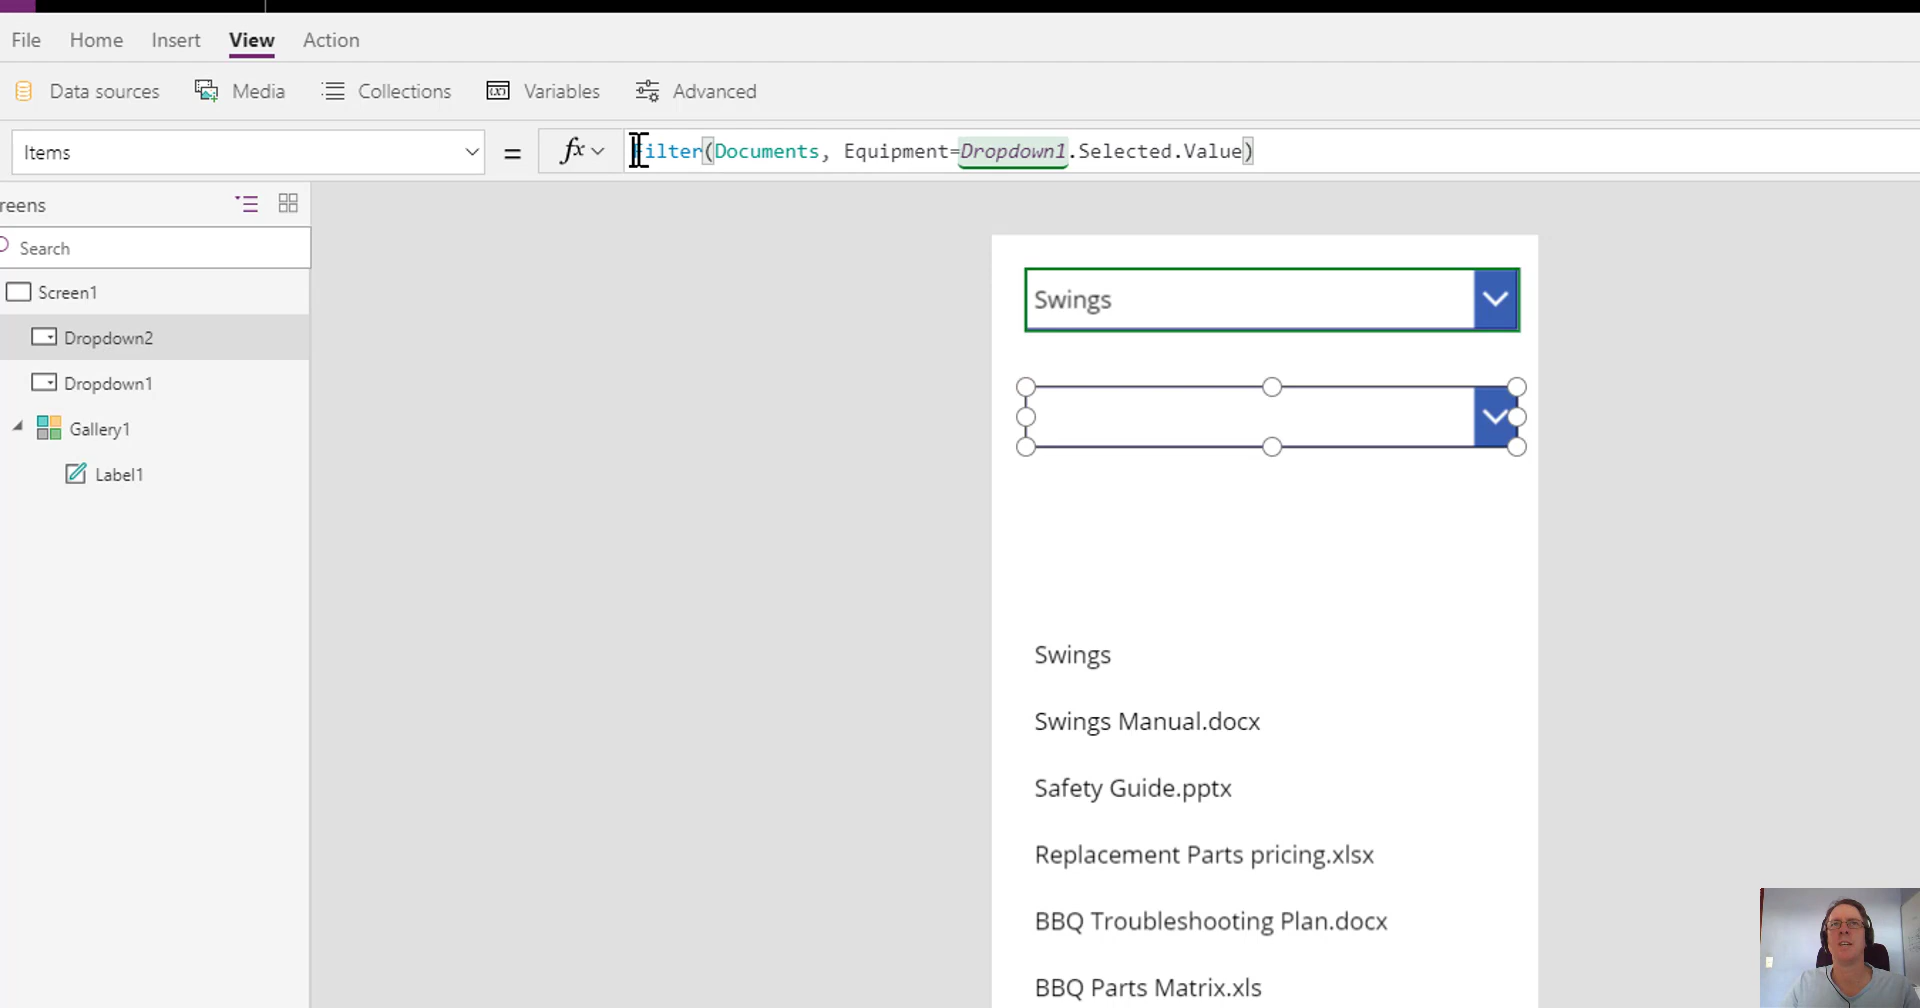 File Home Insert View Action
Data sources Media Collections Variables Advanced
Items = fx Filter(Documents, Equipment=Dropdown1.Selected.Value)
reens
Search
Screen1
Dropdown2
Dropdown1
Gallery1
Label1
Swings
Swings
Swings Manual.docx
Safety Guide.pptx
Replacement Parts pricing.xlsx
BBQ Troubleshooting Plan.docx
BBQ Parts Matrix.xls